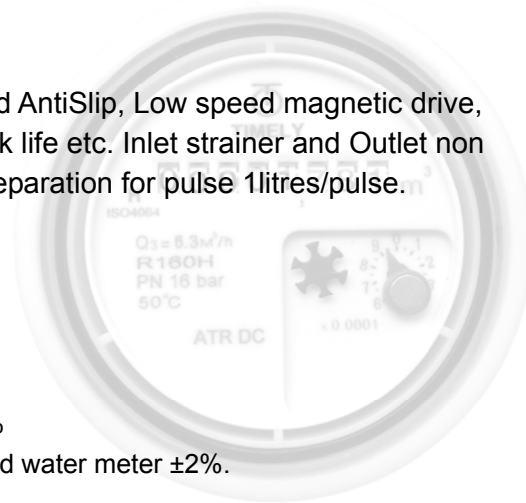 d AntiSlip, Low speed magnetic drive,
TIMELY
k life etc. Inlet strainer and Outlet non
m³
eparation for pulse 1litres/pulse.
ISO4064
Q3 = 6.3m³/h
R160H
PN 16 bar
50°C
x 0.0001
ATR DC
d water meter ±2%.